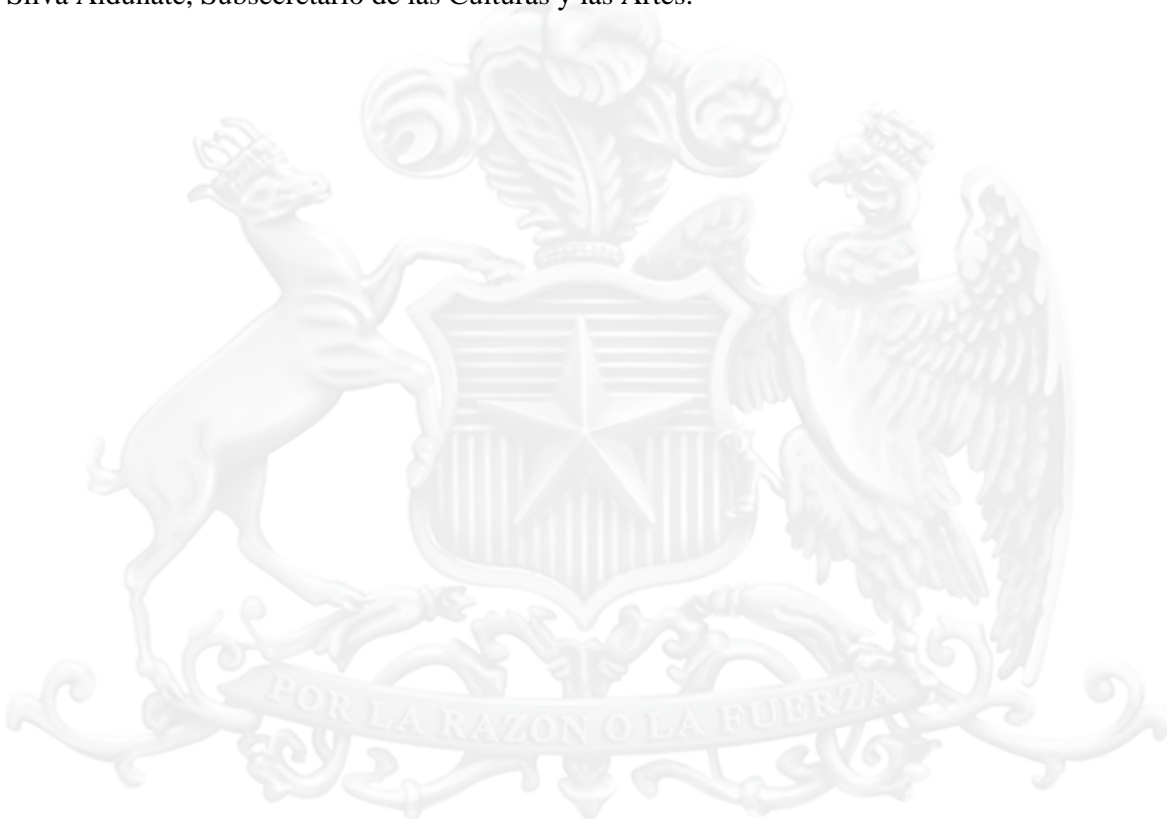 Silva Aldunate, Subsecretario de las Culturas y las Artes.
POR LA RAZON O LA FUERZA